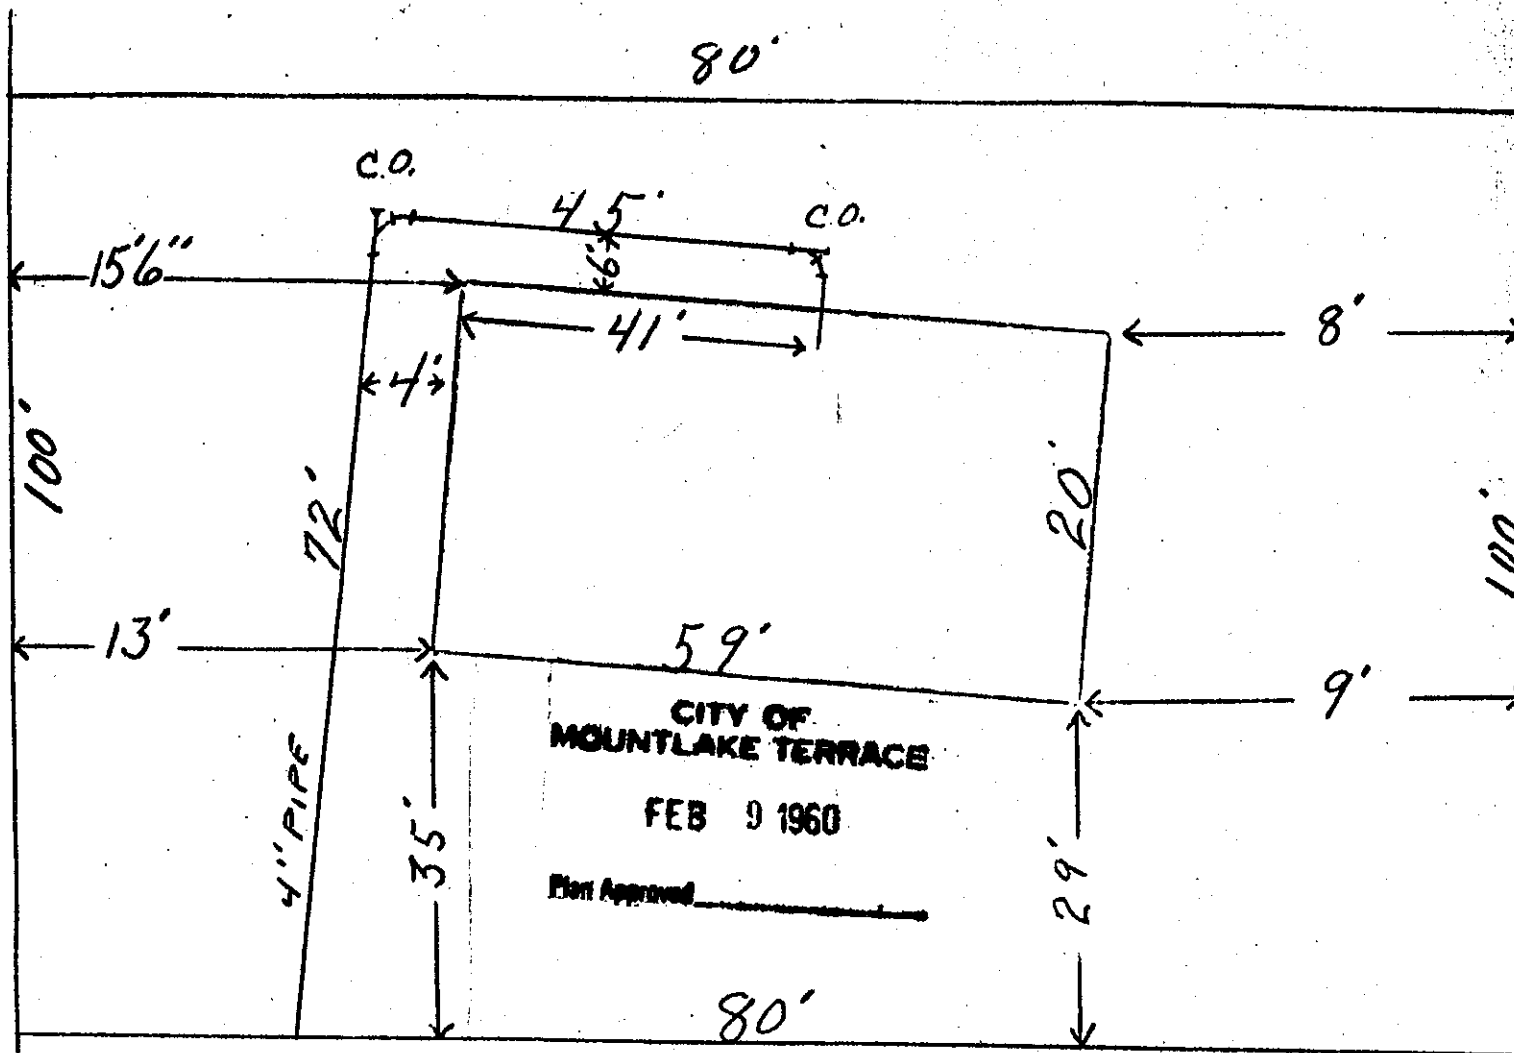 80'
C.O.
45'
C.O.
15'6"
6'
41'
8'
4'
100'
72'
20'
100'
13'
59'
9'
CITY OF
MOUNTLAKE TERRACE
4" PIPE
35'
FEB 9 1960
29'
Plan Approved
80'